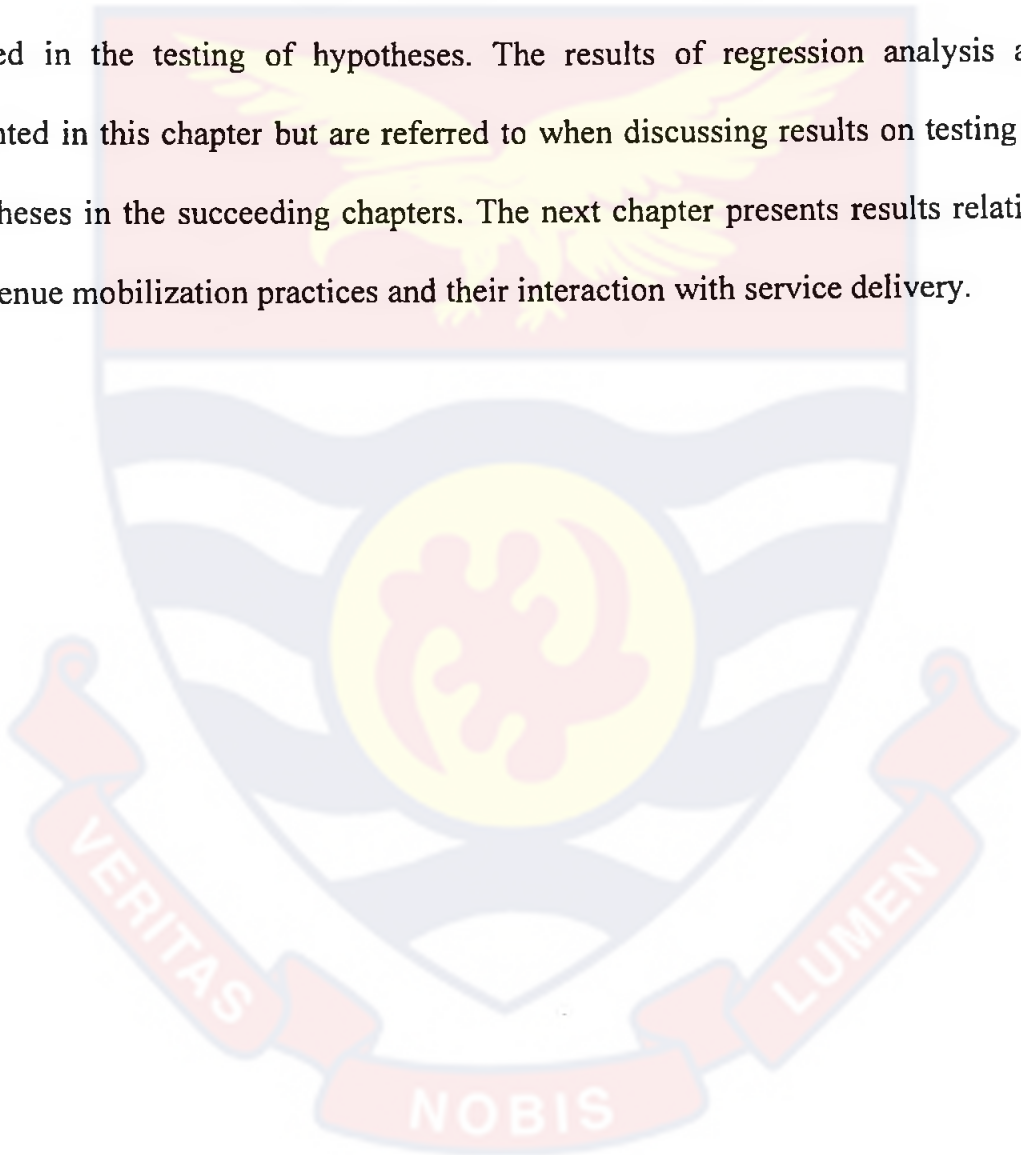 ed in the testing of hypotheses. The results of regression analysis a
nted in this chapter but are referred to when discussing results on testing
heses in the succeeding chapters. The next chapter presents results relati
enue mobilization practices and their interaction with service delivery.
VERITAS
NOBIS
LUMEN